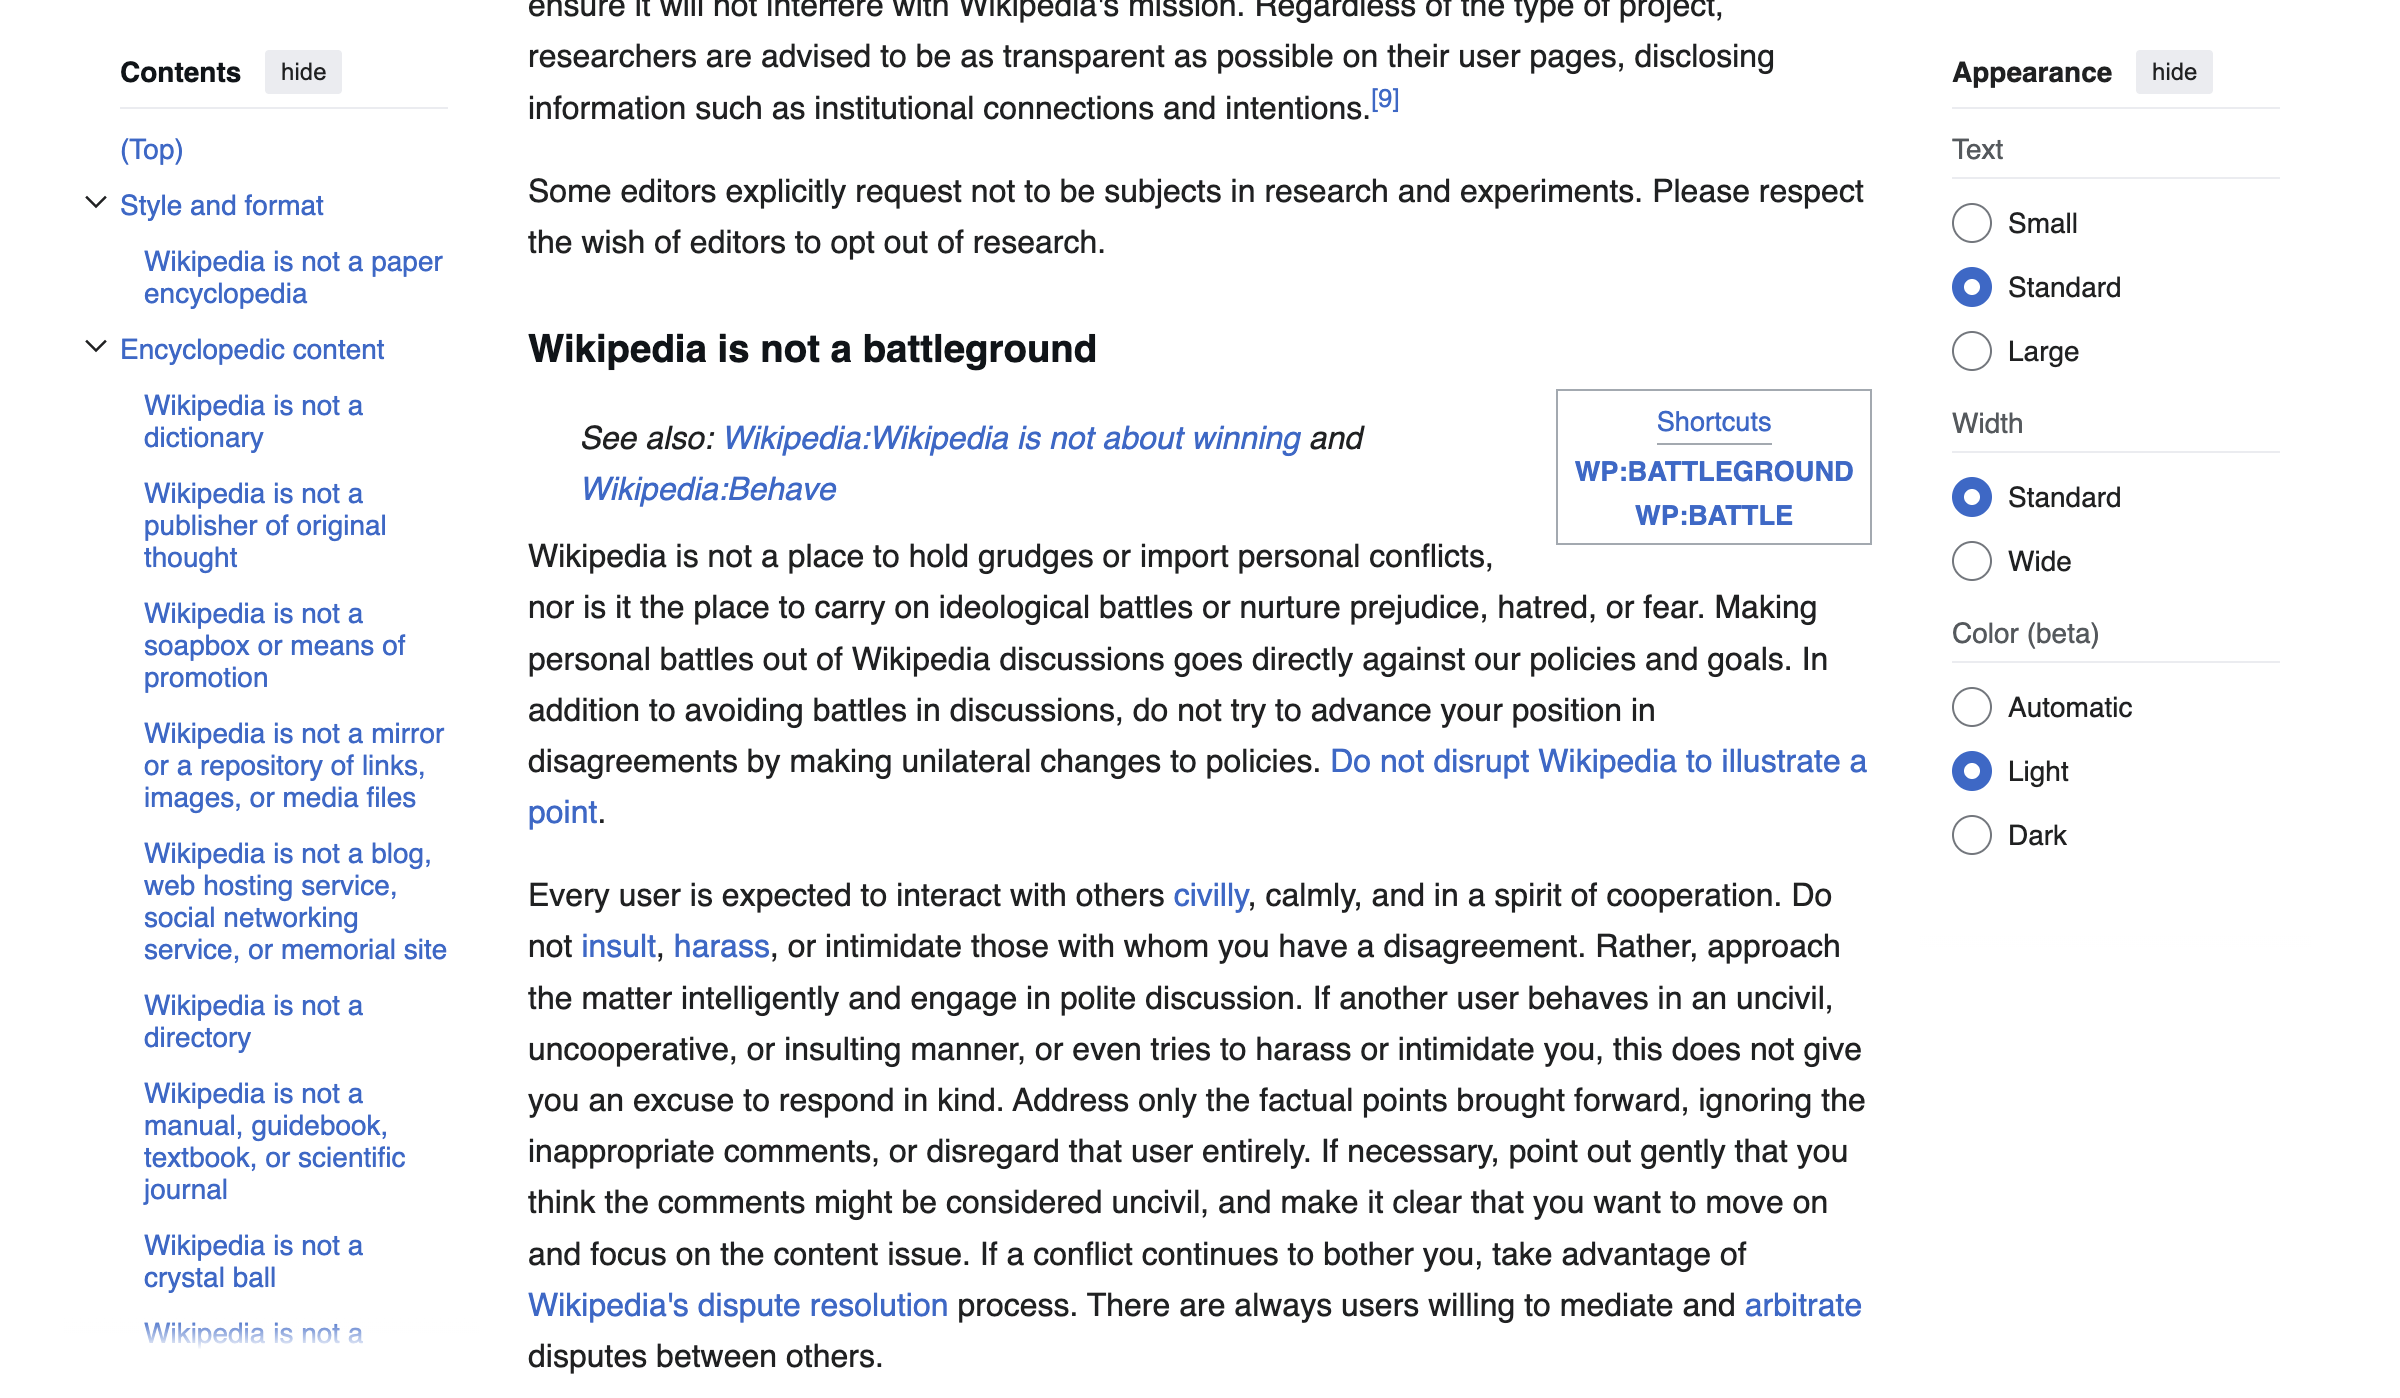 Contents hide
(Top)
Style and format
Wikipedia is not a paper
encyclopedia
Encyclopedic content
Wikipedia is not a
dictionary
Wikipedia is not a
publisher of original
thought
Wikipedia is not a
soapbox or means of
promotion
Wikipedia is not a mirror
or a repository of links,
images, or media files
Wikipedia is not a blog,
web hosting service,
social networking
service, or memorial site
Wikipedia is not a
directory
Wikipedia is not a
manual, guidebook,
textbook, or scientific
journal
Wikipedia is not a
crystal ball
Wikipedia is not a
ensure it will not interfere with Wikipedia's mission. Regardless of the type of project,
researchers are advised to be as transparent as possible on their user pages, disclosing
information such as institutional connections and intentions.[9]
Some editors explicitly request not to be subjects in research and experiments. Please respect
the wish of editors to opt out of research.
Wikipedia is not a battleground
See also: Wikipedia:Wikipedia is not about winning and
Wikipedia:Behave
Shortcuts
WP:BATTLEGROUND
WP:BATTLE
Wikipedia is not a place to hold grudges or import personal conflicts,
nor is it the place to carry on ideological battles or nurture prejudice, hatred, or fear. Making
personal battles out of Wikipedia discussions goes directly against our policies and goals. In
addition to avoiding battles in discussions, do not try to advance your position in
disagreements by making unilateral changes to policies. Do not disrupt Wikipedia to illustrate a
point.
Every user is expected to interact with others civilly, calmly, and in a spirit of cooperation. Do
not insult, harass, or intimidate those with whom you have a disagreement. Rather, approach
the matter intelligently and engage in polite discussion. If another user behaves in an uncivil,
uncooperative, or insulting manner, or even tries to harass or intimidate you, this does not give
you an excuse to respond in kind. Address only the factual points brought forward, ignoring the
inappropriate comments, or disregard that user entirely. If necessary, point out gently that you
think the comments might be considered uncivil, and make it clear that you want to move on
and focus on the content issue. If a conflict continues to bother you, take advantage of
Wikipedia's dispute resolution process. There are always users willing to mediate and arbitrate
disputes between others.
Appearance hide
Text
Small
Standard
Large
Width
Standard
Wide
Color (beta)
Automatic
Light
Dark